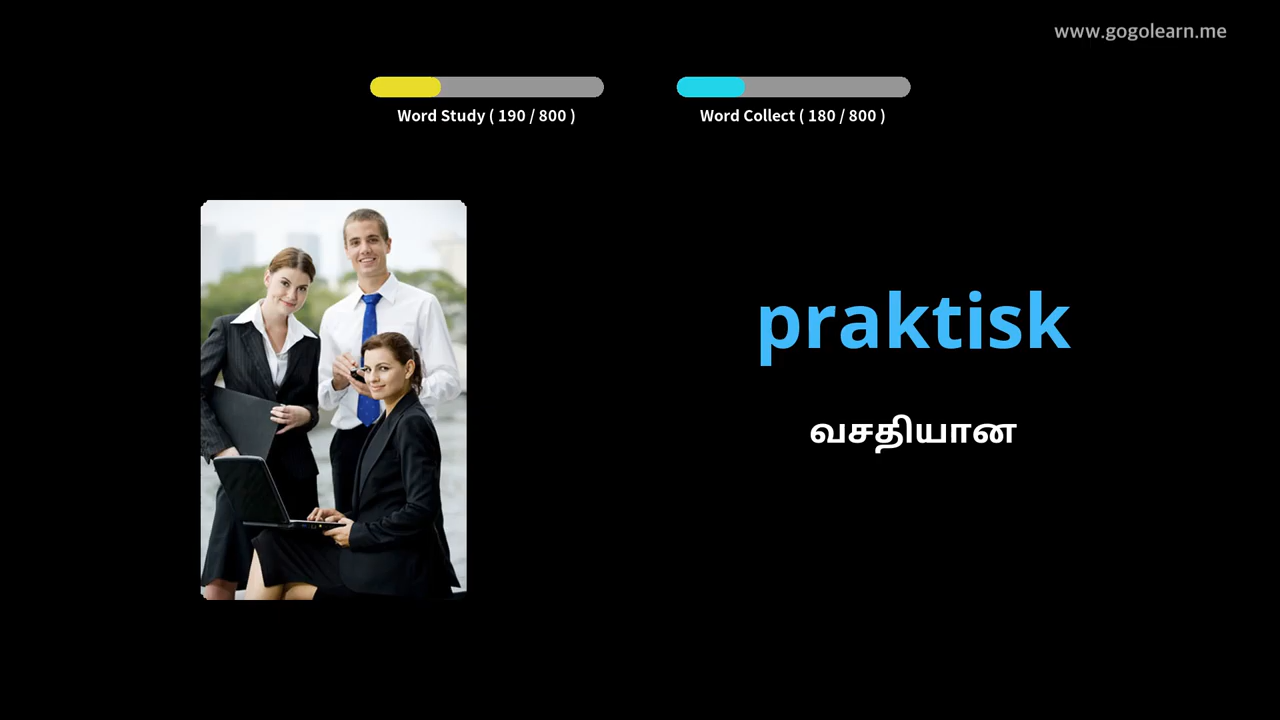 www.gogolearn.me
Word Study ( 190 / 800 )
Word Collect ( 180 / 800 )
praktisk
வசதியான